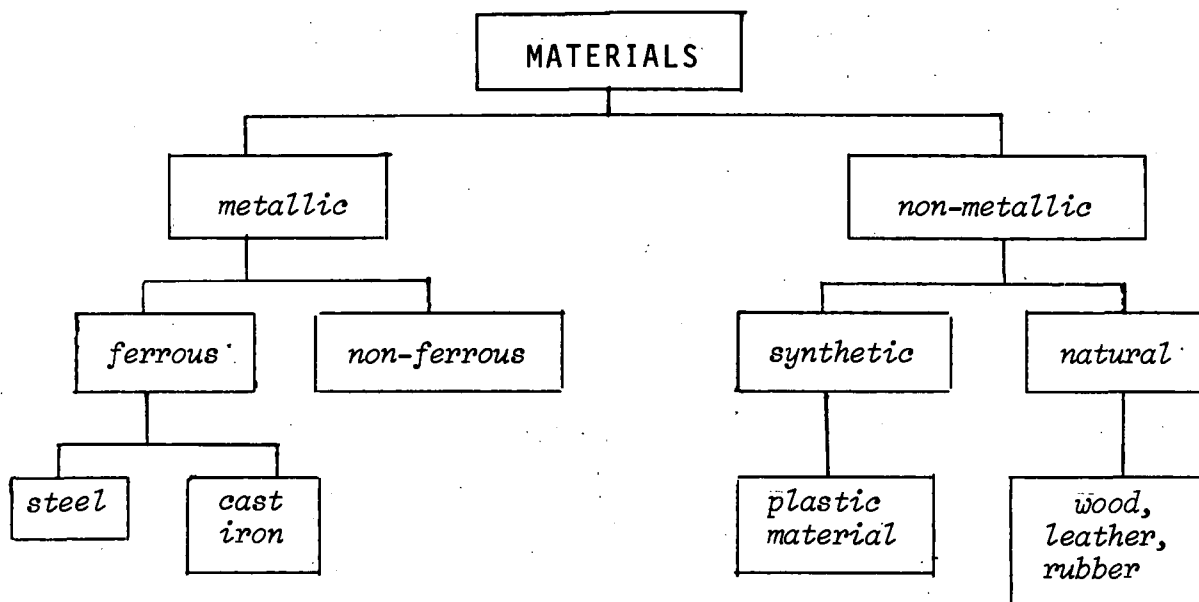 MATERIALS
metallic
non-metallic
ferrous
non-ferrous
synthetic
natural
steel
cast
iron
plastic
material
wood,
leather,
rubber